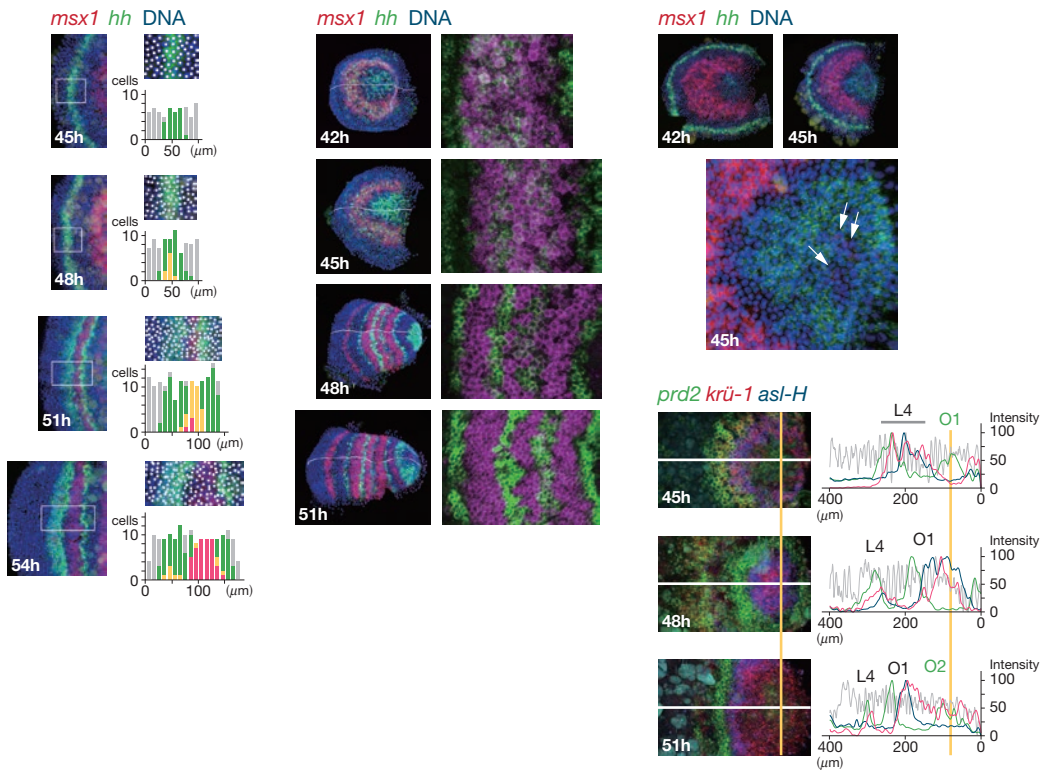 msx1 hh DNA
cells
10
0
45h
0 50 (μm)
cells
10
0
48h
0 50 (μm)
cells
10
0
51h
0 100 (μm)
cells
10
0
54h
0 100 (μm)
msx1 hh DNA
42h
45h
48h
51h
msx1 hh DNA
42h
45h
45h
prd2 krü-1 asl-H
L4 O1 Intensity
100
50
0
45h
400 200 0
(μm)
L4 O1 Intensity
100
50
0
48h
400 200 0
(μm)
L4 O1 O2 Intensity
100
50
0
51h
400 200 0
(μm)